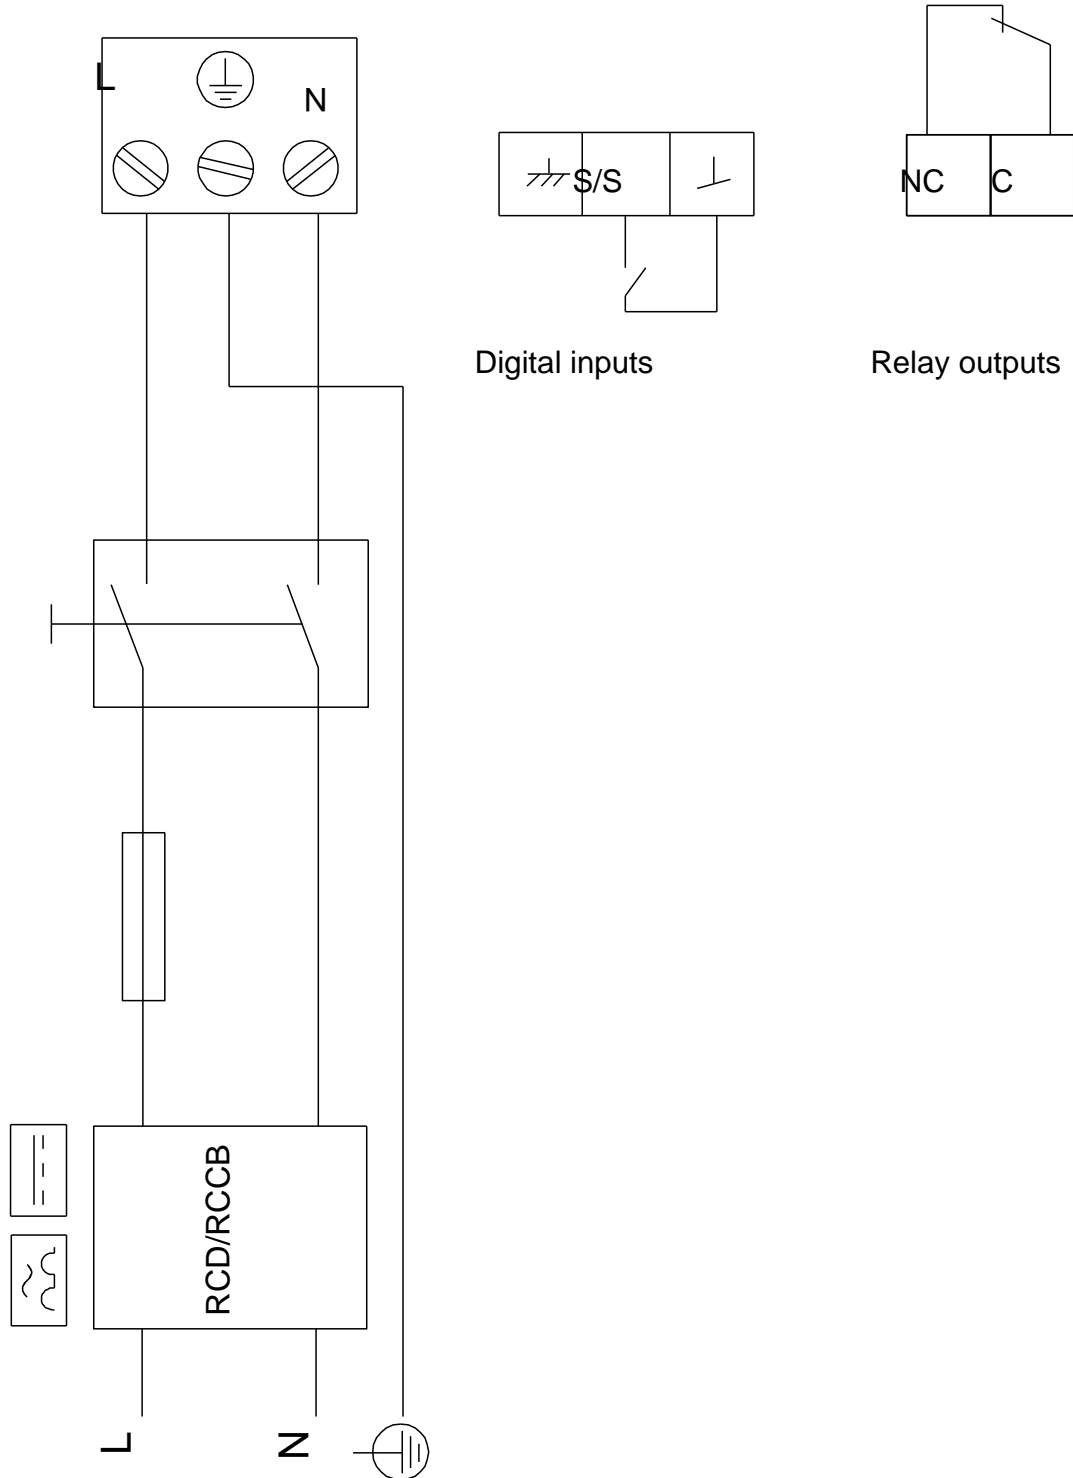 L
N
S/S
NC C
Digital inputs
Relay outputs
RCD/RCCB
L
N